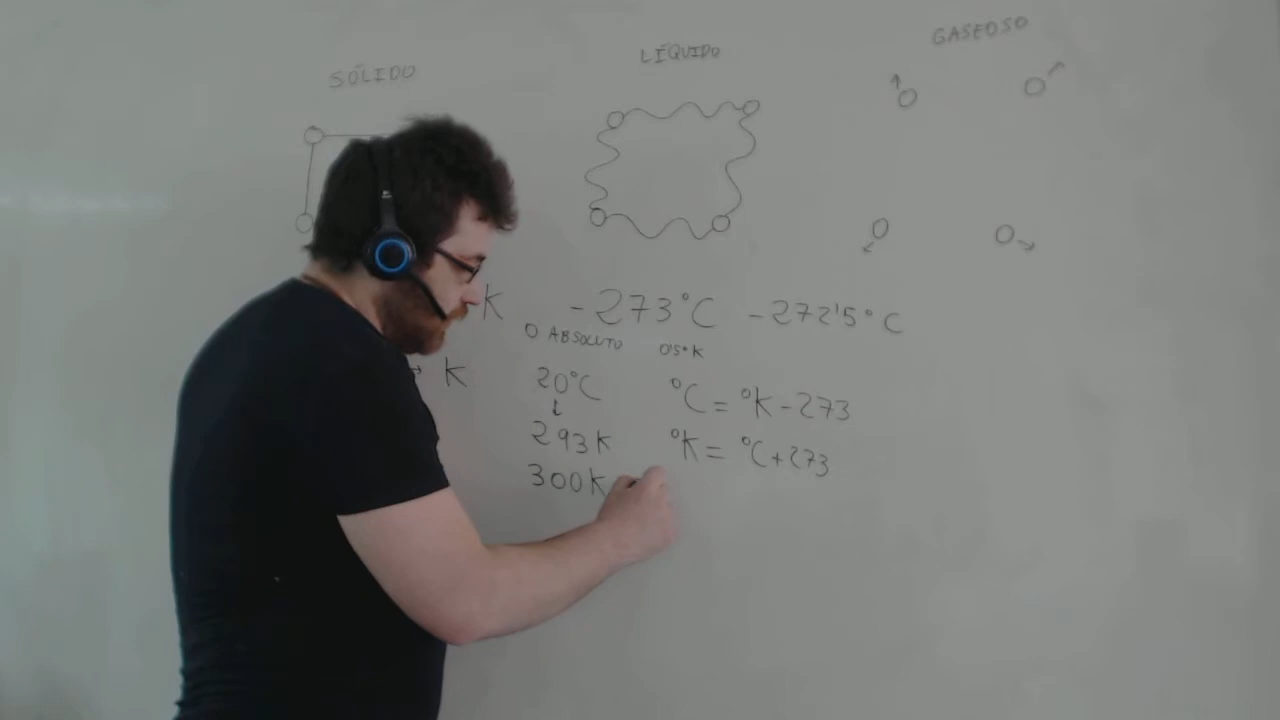 SÓLIDO
LÍQUIDO
GASEOSO
K
-273°C
-272'5°C
0 ABSOLUTO
0'5°K
K
20°C
°C = °K - 273
293K
°K = °C + 273
300K